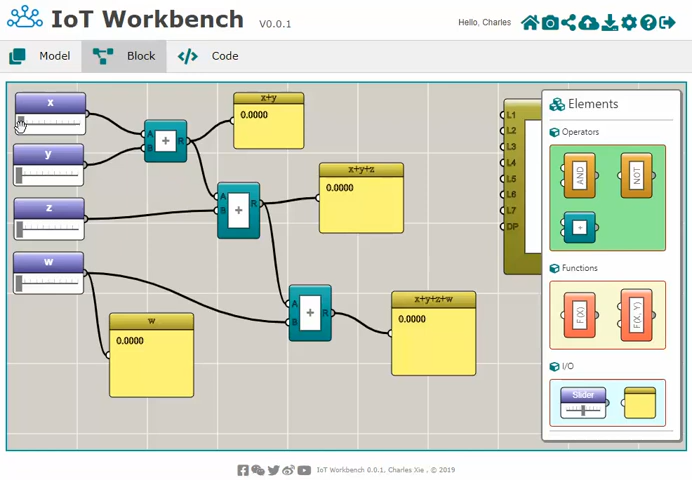 IoT Workbench V0.0.1
Hello, Charles
Model
Block
Code
x
y
z
w
A
B
+
R
x+y
0.0000
A
B
+
R
x+y+z
0.0000
A
B
+
R
x+y+z+w
0.0000
w
0.0000
L1
L2
L3
L4
L5
L6
L7
DP
Elements
Operators
AND
NOT
+
Functions
F(X)
F(X, Y)
I/O
Slider
IoT Workbench 0.0.1, Charles Xie , © 2019